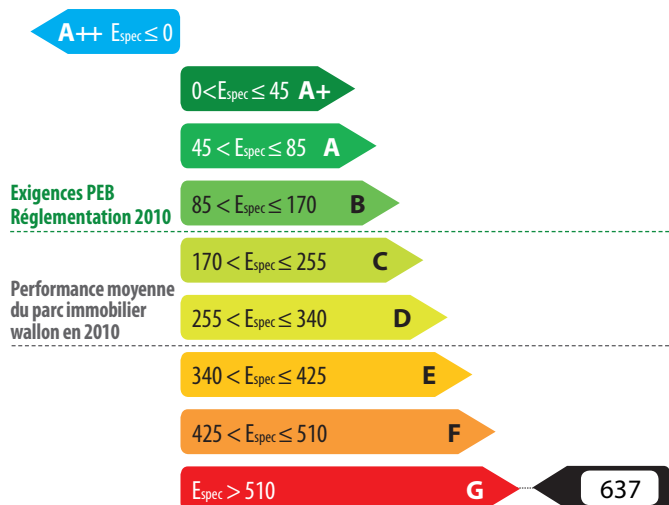 A++ Espec ≤ 0
0<Espec ≤ 45 A+
45 < Espec ≤ 85 A
Exigences PEB
Réglementation 2010
85 < Espec ≤ 170 B
170 < Espec ≤ 255 C
Performance moyenne
du parc immobilier
wallon en 2010
255 < Espec ≤ 340 D
340 < Espec ≤ 425 E
425 < Espec ≤ 510 F
Espec > 510 G 637